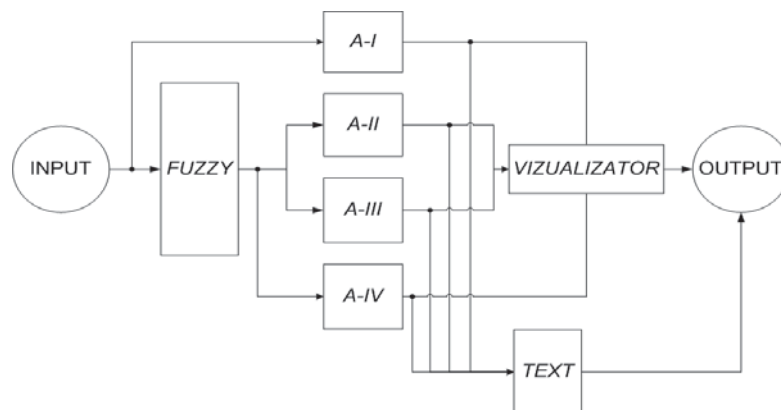 A-I
A-II
INPUT
FUZZY
VIZUALIZATOR
OUTPUT
A-III
A-IV
TEXT